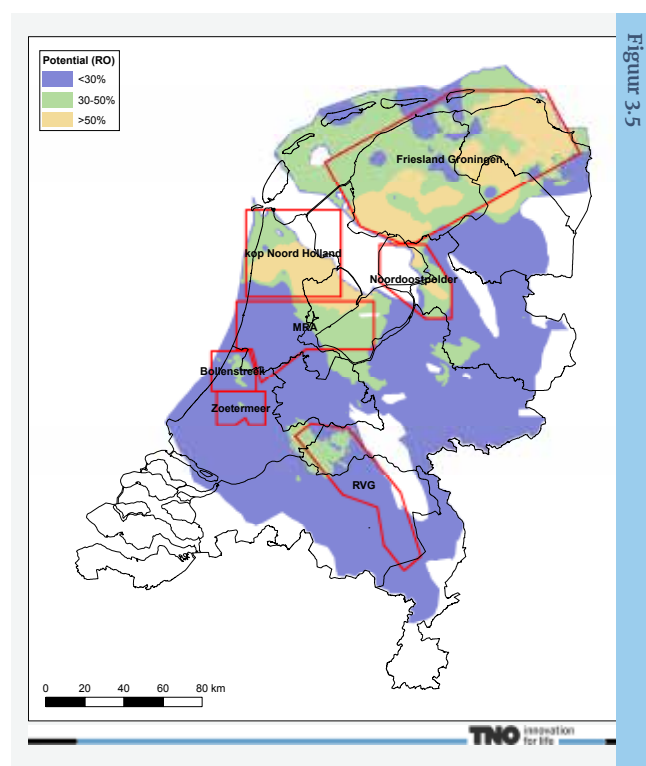 Figuur 3.5
Potential (RO)
<30%
30-50%
>50%
Friesland Groningen
kop Noord Holland
Noordoostpolder
MRA
Bollenstreek
Zoetermeer
RVG
0 20 40 60 80 km
TNO innovation
for life